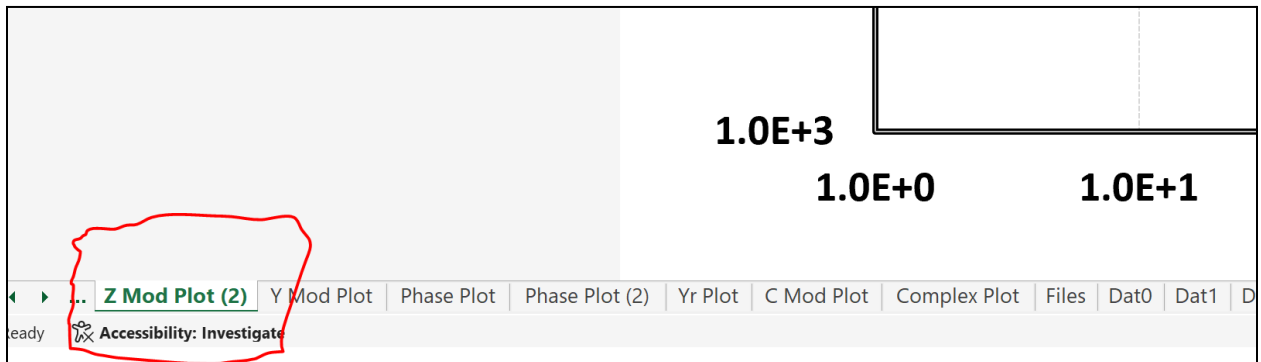 1.0E+3
1.0E+0 1.0E+1
... Z Mod Plot (2) Y Mod Plot Phase Plot Phase Plot (2) Yr Plot C Mod Plot Complex Plot Files Dat0 Dat1 D
eady Accessibility: Investigate